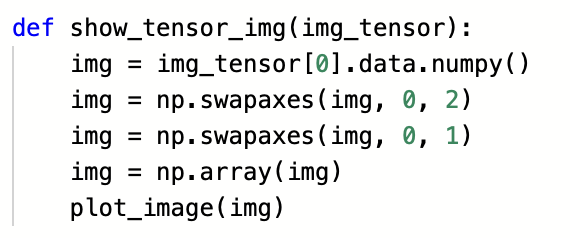 def show_tensor_img(img_tensor):
    img = img_tensor[0].data.numpy()
    img = np.swapaxes(img, 0, 2)
    img = np.swapaxes(img, 0, 1)
    img = np.array(img)
    plot_image(img)